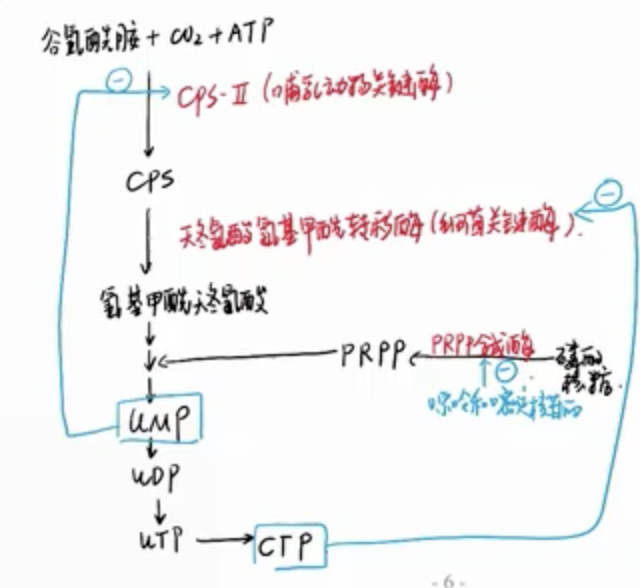 谷氨酰胺 + CO₂ + ATP
⊖
CPS-Ⅱ (哺乳动物关键酶)
CPS
⊖
天冬氨酸氨基甲酰转移酶 (细菌关键酶).
氨基甲酰天冬氨酸
PRPP
PRPP合成酶
磷酸
核糖
⊖
嘌呤和嘧啶核苷酸
UMP
UDP
UTP
CTP
- 6 -